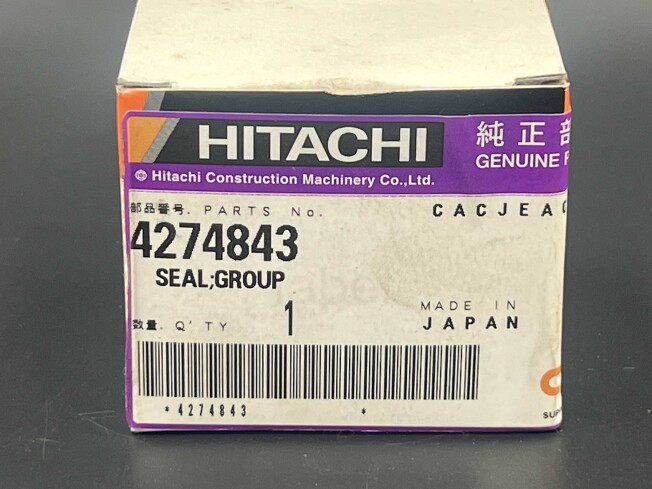 HITACHI
純正部
GENUINE P
Hitachi Construction Machinery Co.,Ltd.
部品番号. PARTS No.
CACJEAC
4274843
SEAL;GROUP
数量. Q'TY 1
MADE IN
JAPAN
*4274843 *
SUP